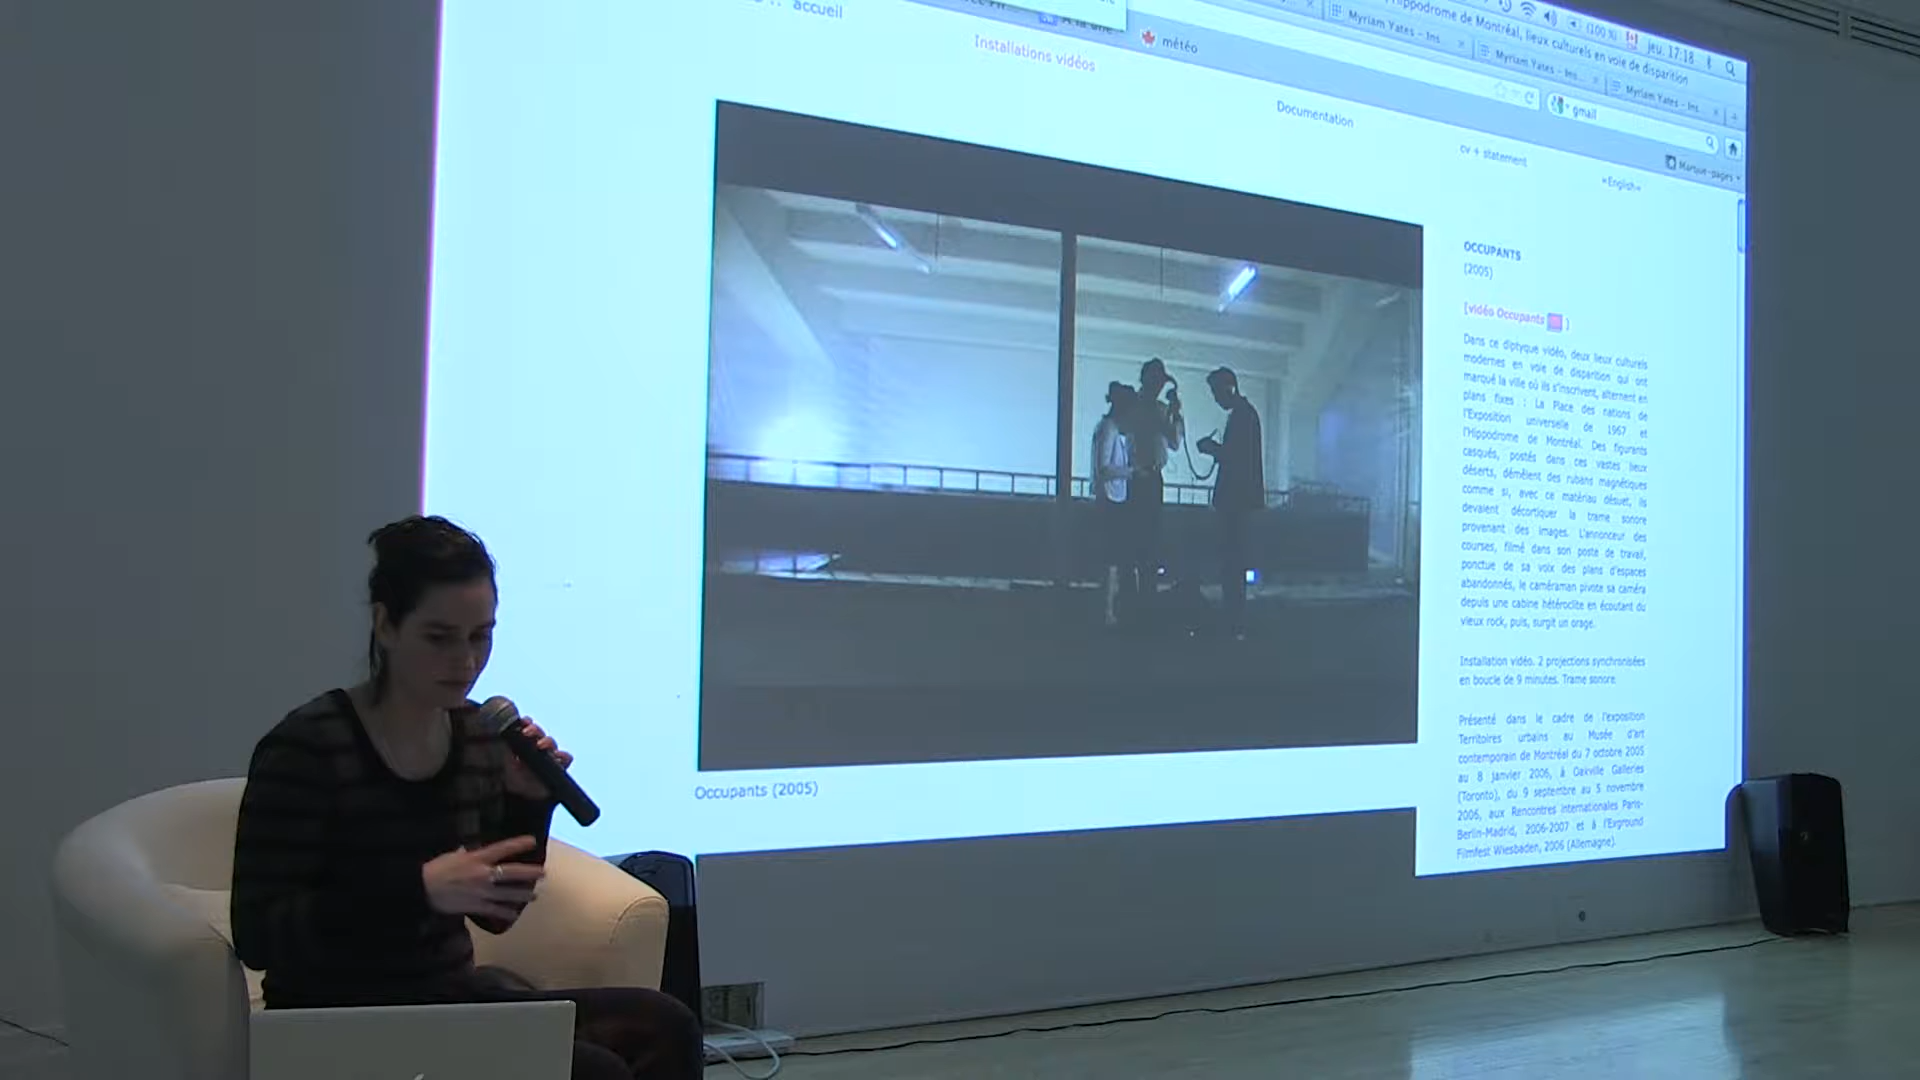 accueil
Installations vidéos
météo
Documentation
cv + statement
«English»
Hippodrome de Montréal, lieux culturels en voie de disparition
(100 %)
jeu. 17:18
Myriam Yates – Ins...
Myriam Yates – Ins...
Myriam Yates – Ins...
gmail
Marque-pages
OCCUPANTS
(2005)
[vidéo Occupants ]
Dans ce diptyque vidéo, deux lieux culturels
modernes en voie de disparition qui ont
marqué la ville où ils s'inscrivent, alternent en
plans fixes : La Place des nations de
l'Exposition universelle de 1967 et
l'Hippodrome de Montréal. Des figurants
casqués, postés dans ces vastes lieux
déserts, démêlent des rubans magnétiques
comme si, avec ce matériau désuet, ils
devaient décortiquer la trame sonore
provenant des images. L'annonceur des
courses, filmé dans son poste de travail,
ponctue de sa voix des plans d'espaces
abandonnés, le caméraman pivote sa caméra
depuis une cabine hétéroclite en écoutant du
vieux rock, puis, surgit un orage.
Installation vidéo. 2 projections synchronisées
en boucle de 9 minutes. Trame sonore.
Présenté dans le cadre de l'exposition
Territoires urbains au Musée d'art
contemporain de Montréal du 7 octobre 2005
au 8 janvier 2006, à Oakville Galleries
(Toronto), du 9 septembre au 5 novembre
2006, aux Rencontres internationales Paris-
Berlin-Madrid, 2006-2007 et à l'Exground
Filmfest Wiesbaden, 2006 (Allemagne).
Occupants (2005)